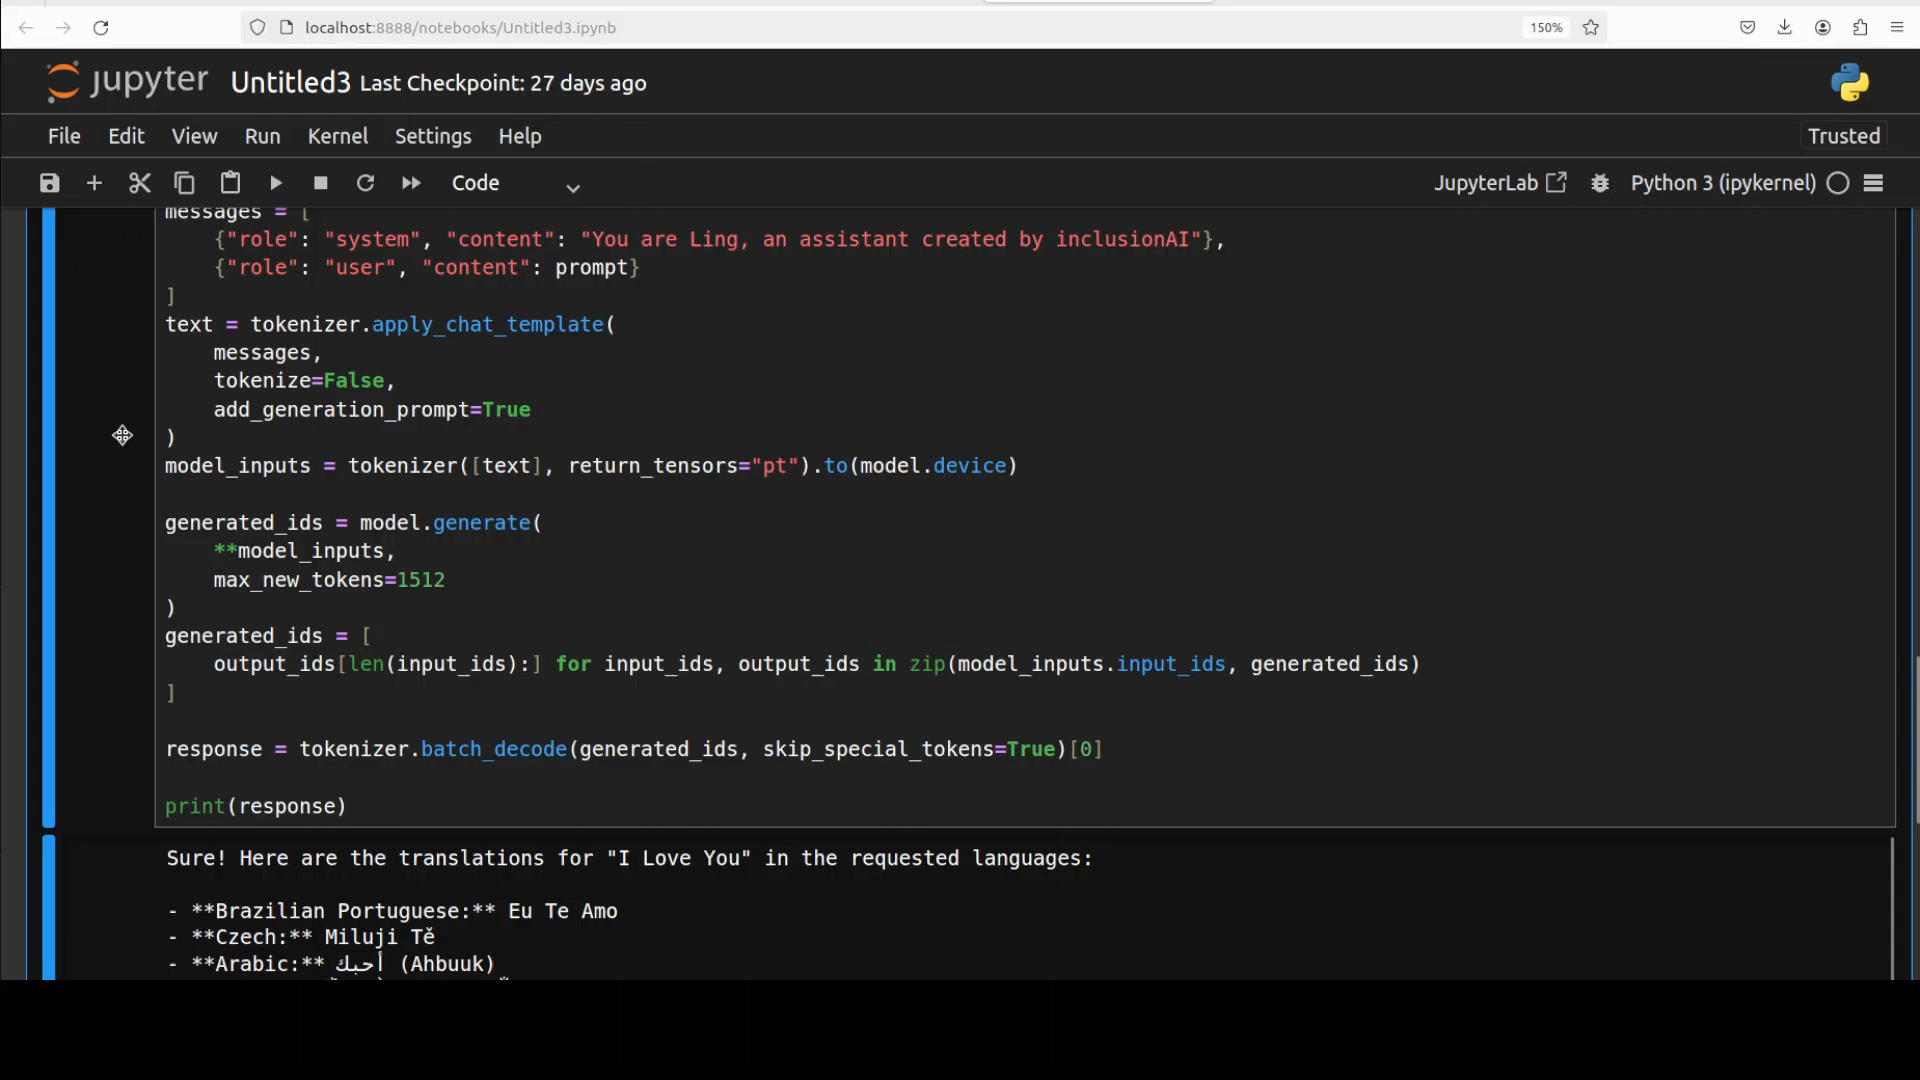 localhost:8888/notebooks/Untitled3.ipynb
150%
jupyter Untitled3 Last Checkpoint: 27 days ago
File Edit View Run Kernel Settings Help
Trusted
Code
JupyterLab
Python 3 (ipykernel)
messages = [
    {"role": "system", "content": "You are Ling, an assistant created by inclusionAI"},
    {"role": "user", "content": prompt}
]
text = tokenizer.apply_chat_template(
    messages,
    tokenize=False,
    add_generation_prompt=True
)
model_inputs = tokenizer([text], return_tensors="pt").to(model.device)
generated_ids = model.generate(
    **model_inputs,
    max_new_tokens=1512
)
generated_ids = [
    output_ids[len(input_ids):] for input_ids, output_ids in zip(model_inputs.input_ids, generated_ids)
]
response = tokenizer.batch_decode(generated_ids, skip_special_tokens=True)[0]
print(response)
Sure! Here are the translations for "I Love You" in the requested languages:
- **Brazilian Portuguese:** Eu Te Amo
- **Czech:** Miluji Tě
- **Arabic:** أحبك (Ahbuuk)